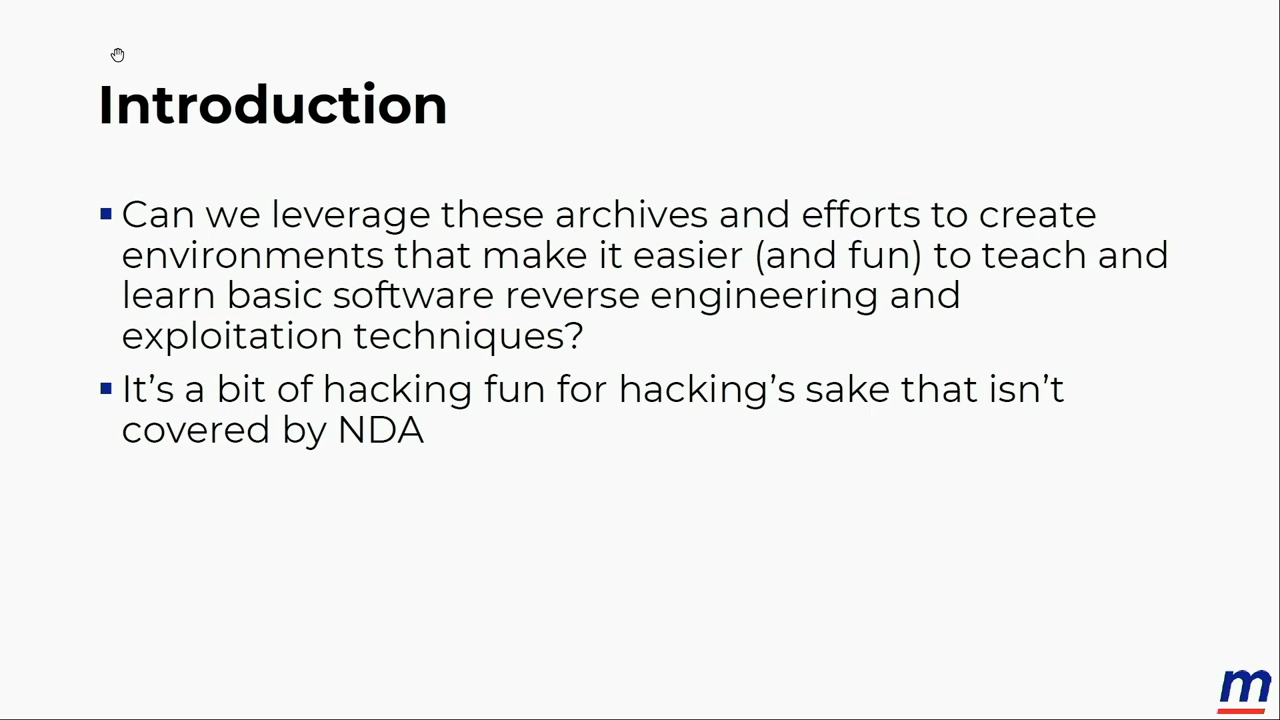 Introduction
Can we leverage these archives and efforts to create
environments that make it easier (and fun) to teach and
learn basic software reverse engineering and
exploitation techniques?
It’s a bit of hacking fun for hacking’s sake that isn’t
covered by NDA
m